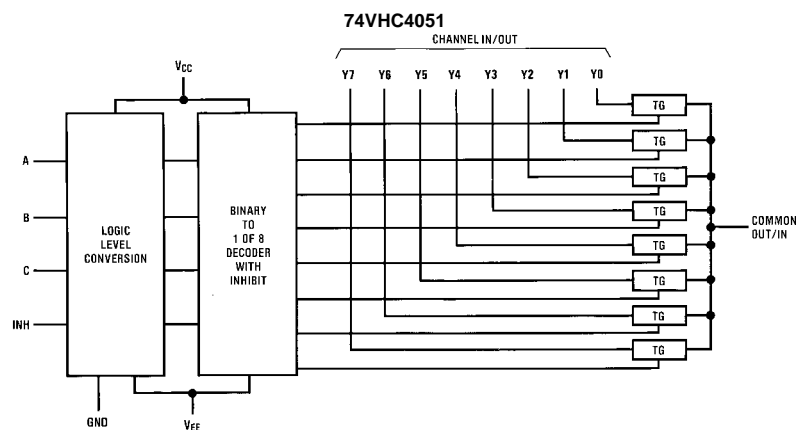 74VHC4051
CHANNEL IN/OUT
VCC
Y7 Y6 Y5 Y4 Y3 Y2 Y1 Y0
TG
TG
TG
TG
TG
TG
TG
TG
A
B
C
INH
LOGIC
LEVEL
CONVERSION
BINARY
TO
1 OF 8
DECODER
WITH
INHIBIT
COMMON
OUT/IN
GND
VEE